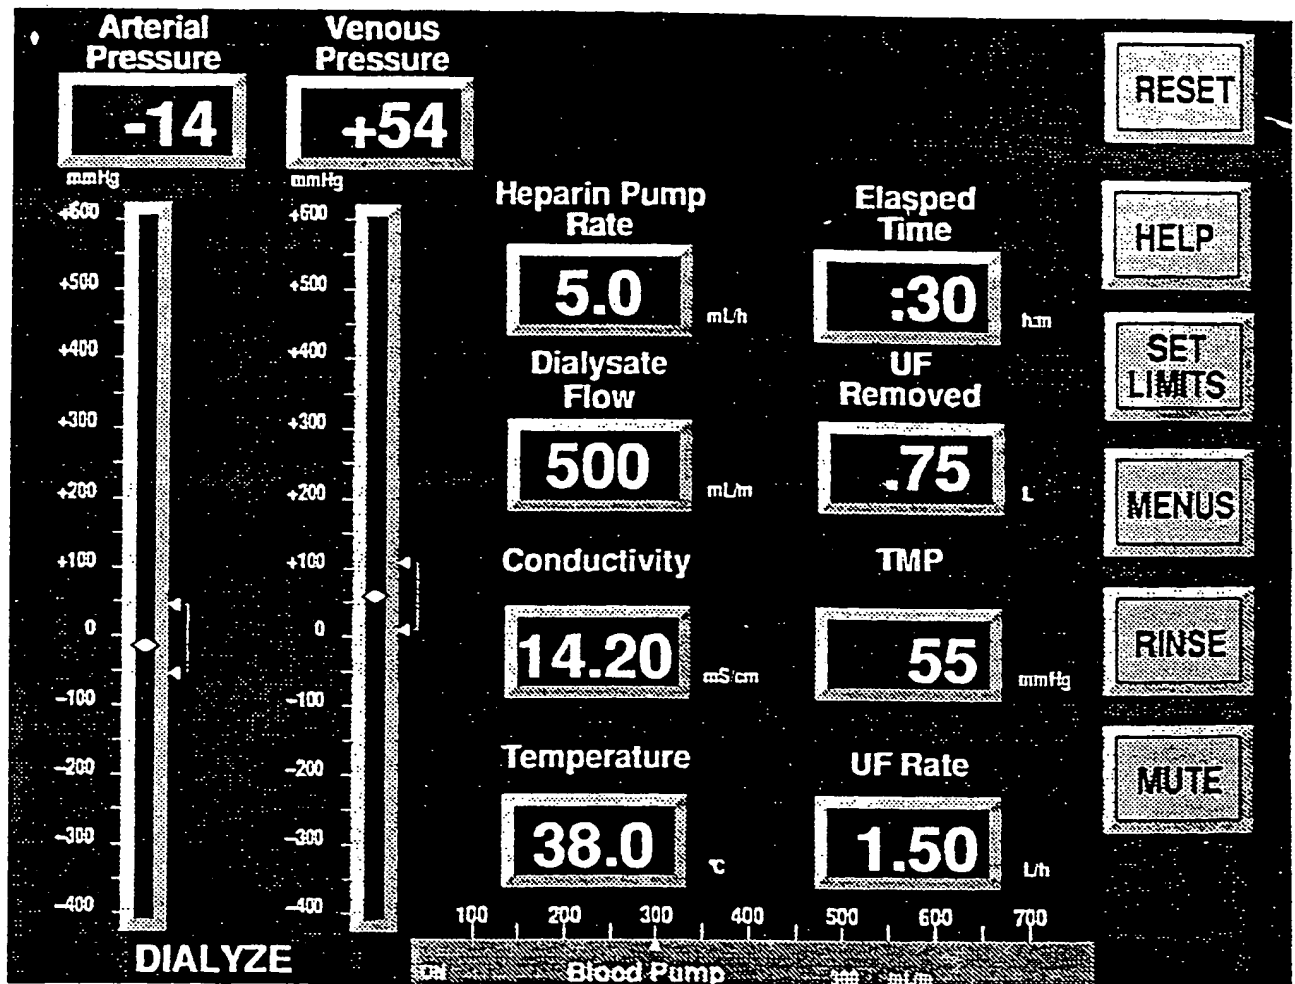 Arterial
Pressure
-14
mmHg
+600
+500
+400
+300
+200
+100
0
-100
-200
-300
-400
Venous
Pressure
+54
mmHg
+600
+500
+400
+300
+200
+100
0
-100
-200
-300
-400
Heparin Pump
Rate
5.0 mL/h
Elasped
Time
:30 h:m
Dialysate
Flow
500 mL/m
UF
Removed
.75 L
Conductivity
14.20 mS/cm
TMP
55 mmHg
Temperature
38.0 °C
UF Rate
1.50 L/h
RESET
HELP
SET
LIMITS
MENUS
RINSE
MUTE
100 200 300 400 500 600 700
DIALYZE
ON Blood Pump mL/m